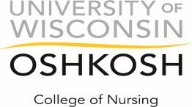 UNIVERSITY OF
WISCONSIN
OSHKOSH
College of Nursing